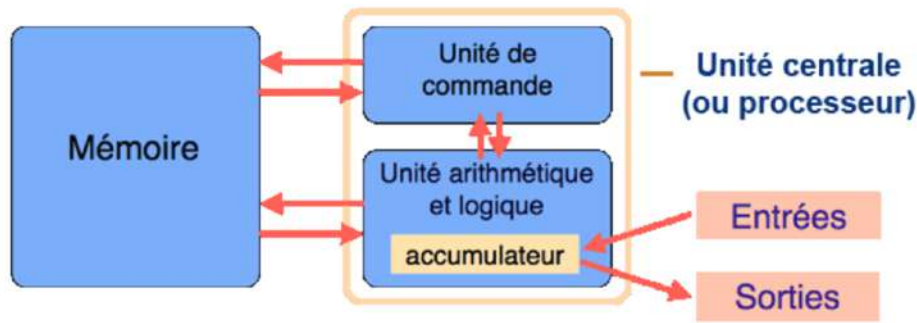 Mémoire
Unité de
commande
Unité centrale
(ou processeur)
Unité arithmétique
et logique
accumulateur
Entrées
Sorties